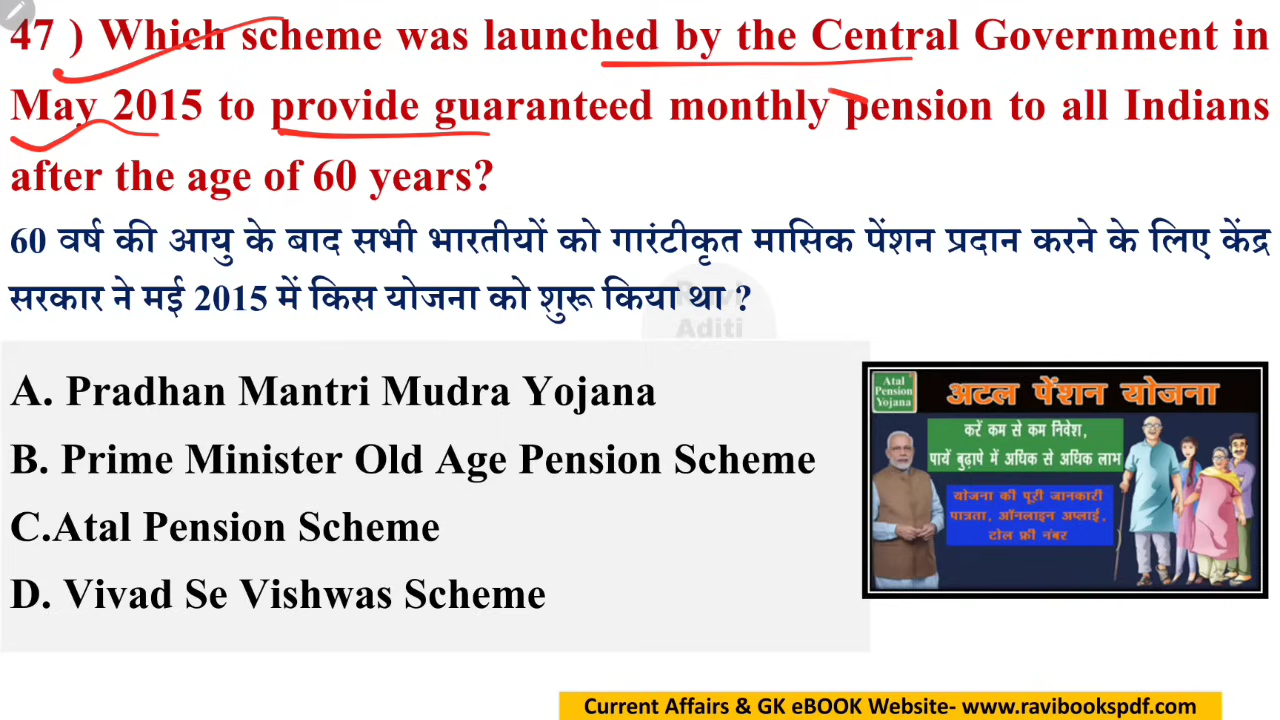 47 ) Which scheme was launched by the Central Government in
May 2015 to provide guaranteed monthly pension to all Indians
after the age of 60 years?
60 वर्ष की आयु के बाद सभी भारतीयों को गारंटीकृत मासिक पेंशन प्रदान करने के लिए केंद्र
सरकार ने मई 2015 में किस योजना को शुरू किया था ?
Ravi
Aditi
A. Pradhan Mantri Mudra Yojana
B. Prime Minister Old Age Pension Scheme
C.Atal Pension Scheme
D. Vivad Se Vishwas Scheme
Atal
Pension
Yojana
अटल पेंशन योजना
करें कम से कम निवेश,
पायें बुढ़ापे में अधिक से अधिक लाभ
योजना की पूरी जानकारी
पात्रता, ऑनलाइन अप्लाई,
टोल फ्री नंबर
Current Affairs & GK eBOOK Website- www.ravibookspdf.com